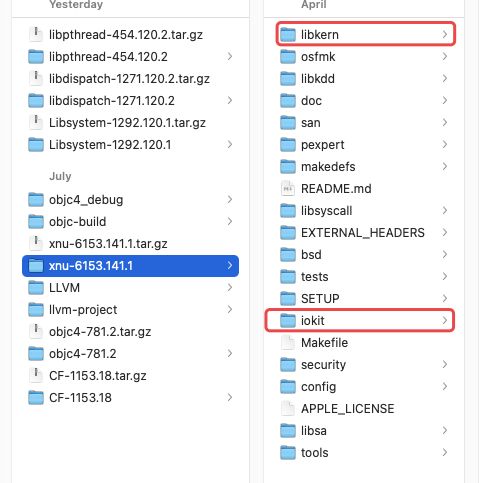 Yesterday
libpthread-454.120.2.tar.gz
libpthread-454.120.2
libdispatch-1271.120.2.tar.gz
libdispatch-1271.120.2
Libsystem-1292.120.1.tar.gz
Libsystem-1292.120.1
July
objc4_debug
objc-build
xnu-6153.141.1.tar.gz
xnu-6153.141.1
LLVM
llvm-project
objc4-781.2.tar.gz
objc4-781.2
CF-1153.18.tar.gz
CF-1153.18
April
libkern
osfmk
libkdd
doc
san
pexpert
makedefs
README.md
libsyscall
EXTERNAL_HEADERS
bsd
tests
SETUP
iokit
Makefile
security
config
APPLE_LICENSE
libsa
tools